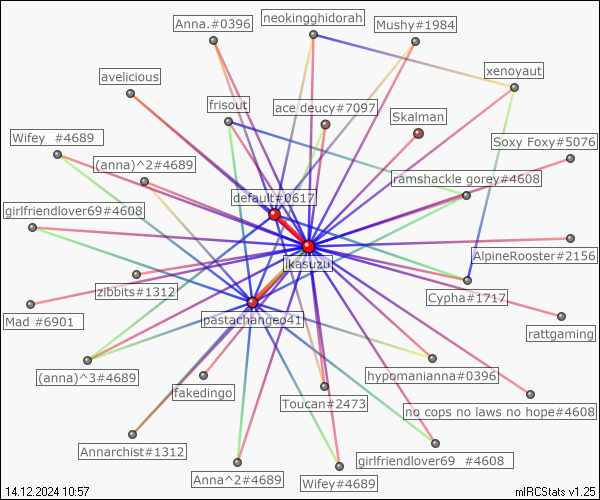 neokingghidorah
Anna.#0396
Mushy#1984
xenoyaut
avelicious
frisout
ace deucy#7097
Skalman
Wifey #4689
Soxy Foxy#5076
(anna)^2#4689
ramshackle gorey#4608
default#0617
girlfriendlover69#4608
AlpineRooster#2156
ikasuzu
zibbits#1312
Cypha#1717
Mad #6901
pastachange041
rattgaming
(anna)^3#4689
hypomanianna#0396
fakedingo
Toucan#2473
no cops no laws no hope#4608
Annarchist#1312
girlfriendlover69 #4608
Anna^2#4689
Wifey#4689
14.12.2024 10:57
mIRCStats v1.25